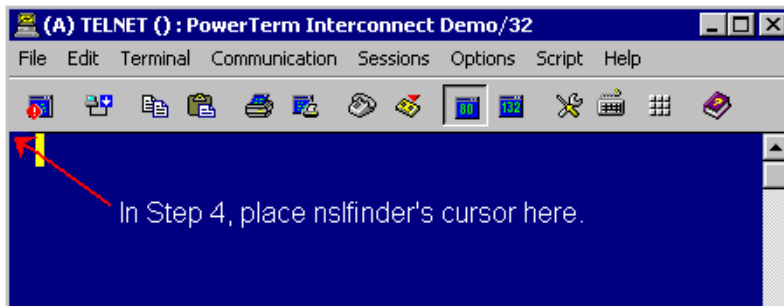 (A) TELNET () : PowerTerm Interconnect Demo/32
File Edit Terminal Communication Sessions Options Script Help
80 132
In Step 4, place nslfinder's cursor here.